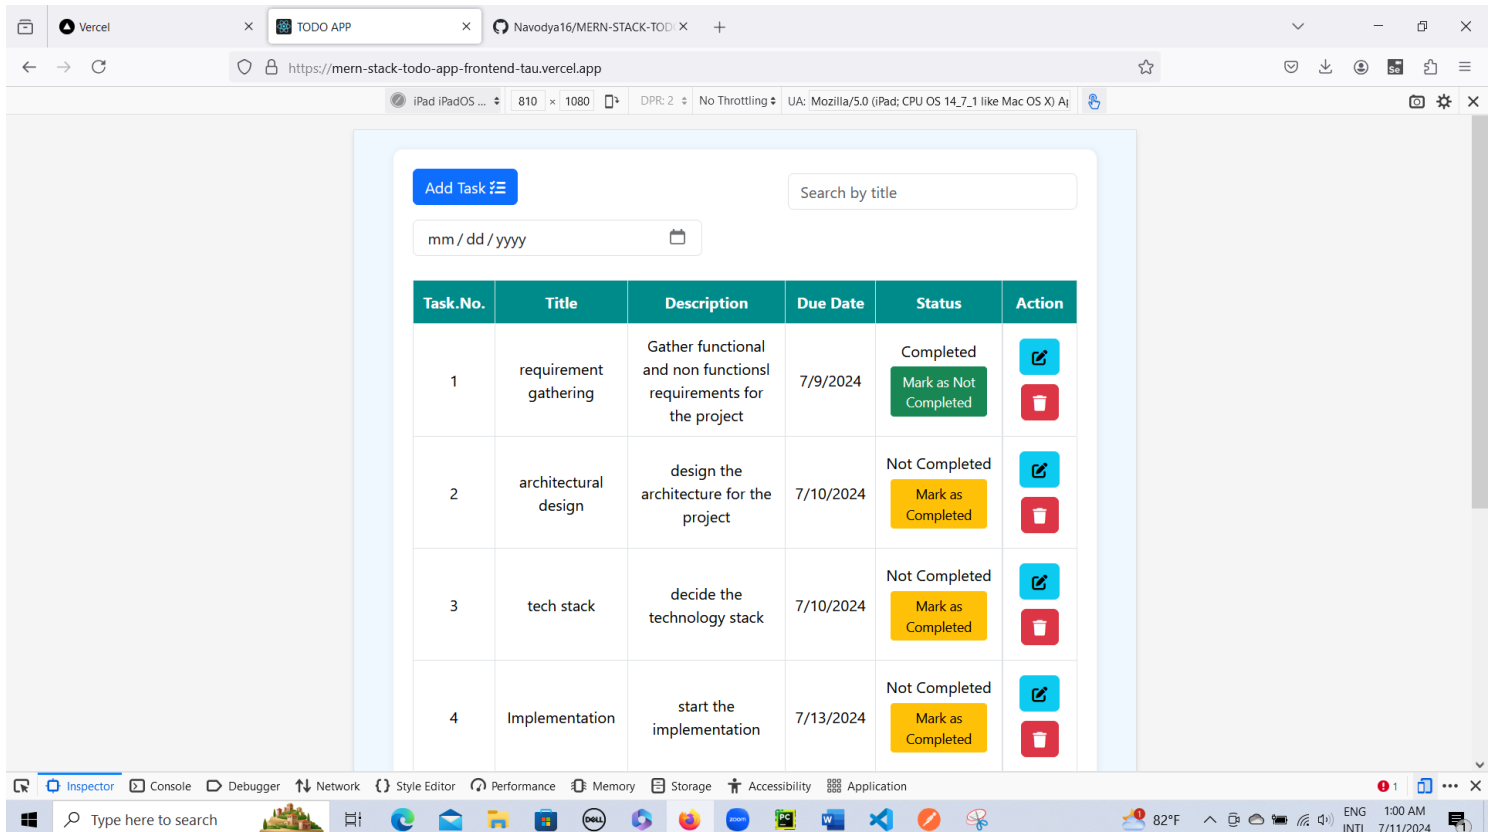 Vercel
TODO APP
Navodya16/MERN-STACK-TOD
https://mern-stack-todo-app-frontend-tau.vercel.app
iPad iPadOS ... 810 × 1080 DPR: 2 No Throttling UA: Mozilla/5.0 (iPad; CPU OS 14_7_1 like Mac OS X) A
Add Task
Search by title
mm / dd / yyyy
Task.No. Title Description Due Date Status Action
1
requirement
gathering
Gather functional
and non functionsl
requirements for
the project
7/9/2024
Completed
Mark as Not
Completed
2
architectural
design
design the
architecture for the
project
7/10/2024
Not Completed
Mark as
Completed
3
tech stack
decide the
technology stack
7/10/2024
Not Completed
Mark as
Completed
4
Implementation
start the
implementation
7/13/2024
Not Completed
Mark as
Completed
Inspector Console Debugger Network Style Editor Performance Memory Storage Accessibility Application 1
Type here to search
DELL
zoom
PC
W
82°F
ENG
INTL
1:00 AM
7/11/2024